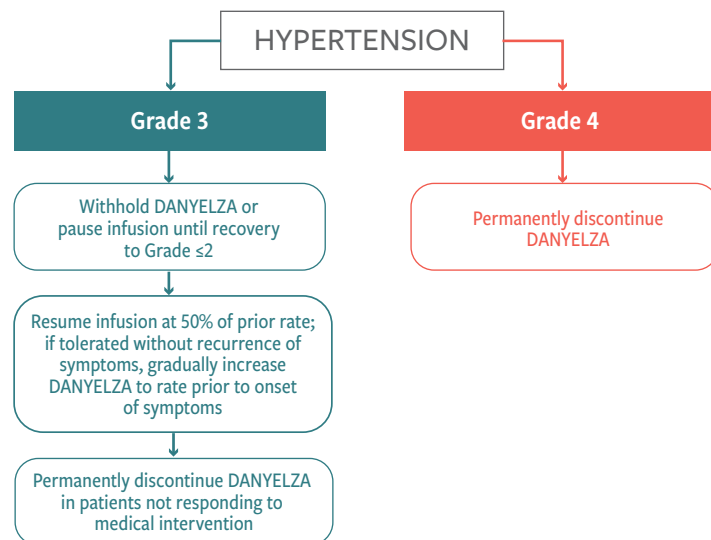 HYPERTENSION
Grade 3
Grade 4
Withhold DANYELZA or
pause infusion until recovery
to Grade ≤2
Permanently discontinue
DANYELZA
Resume infusion at 50% of prior rate;
if tolerated without recurrence of
symptoms, gradually increase
DANYELZA to rate prior to onset
of symptoms
Permanently discontinue DANYELZA
in patients not responding to
medical intervention